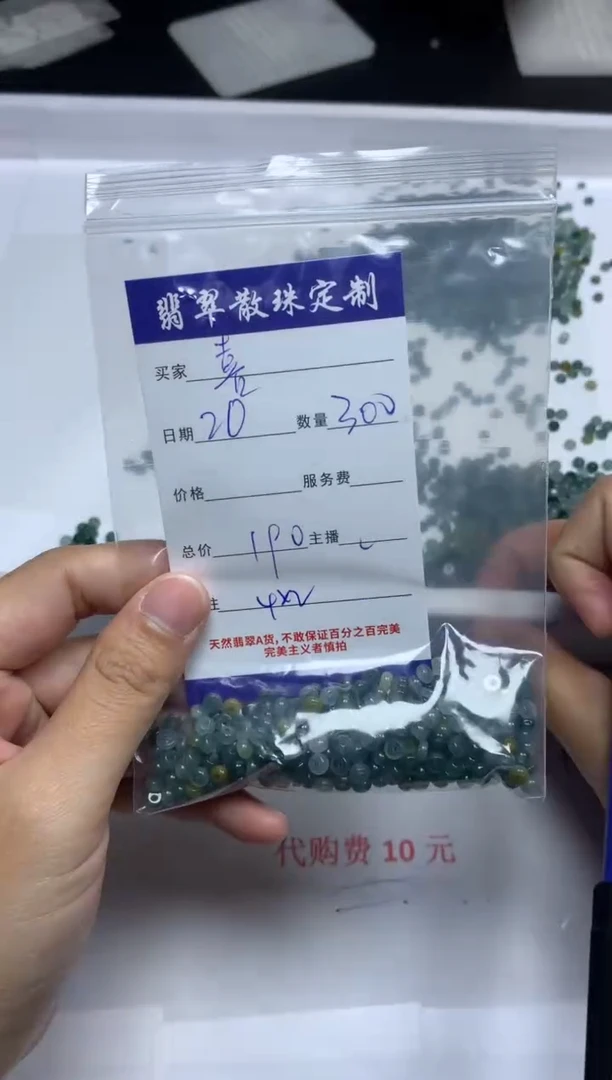 翡翠散珠定制
买家 喜
日期 20 数量 300
价格 服务费
总价 190 主播
注 4x2
天然翡翠A货,不敢保证百分之百完美
完美主义者慎拍
代购费 10 元